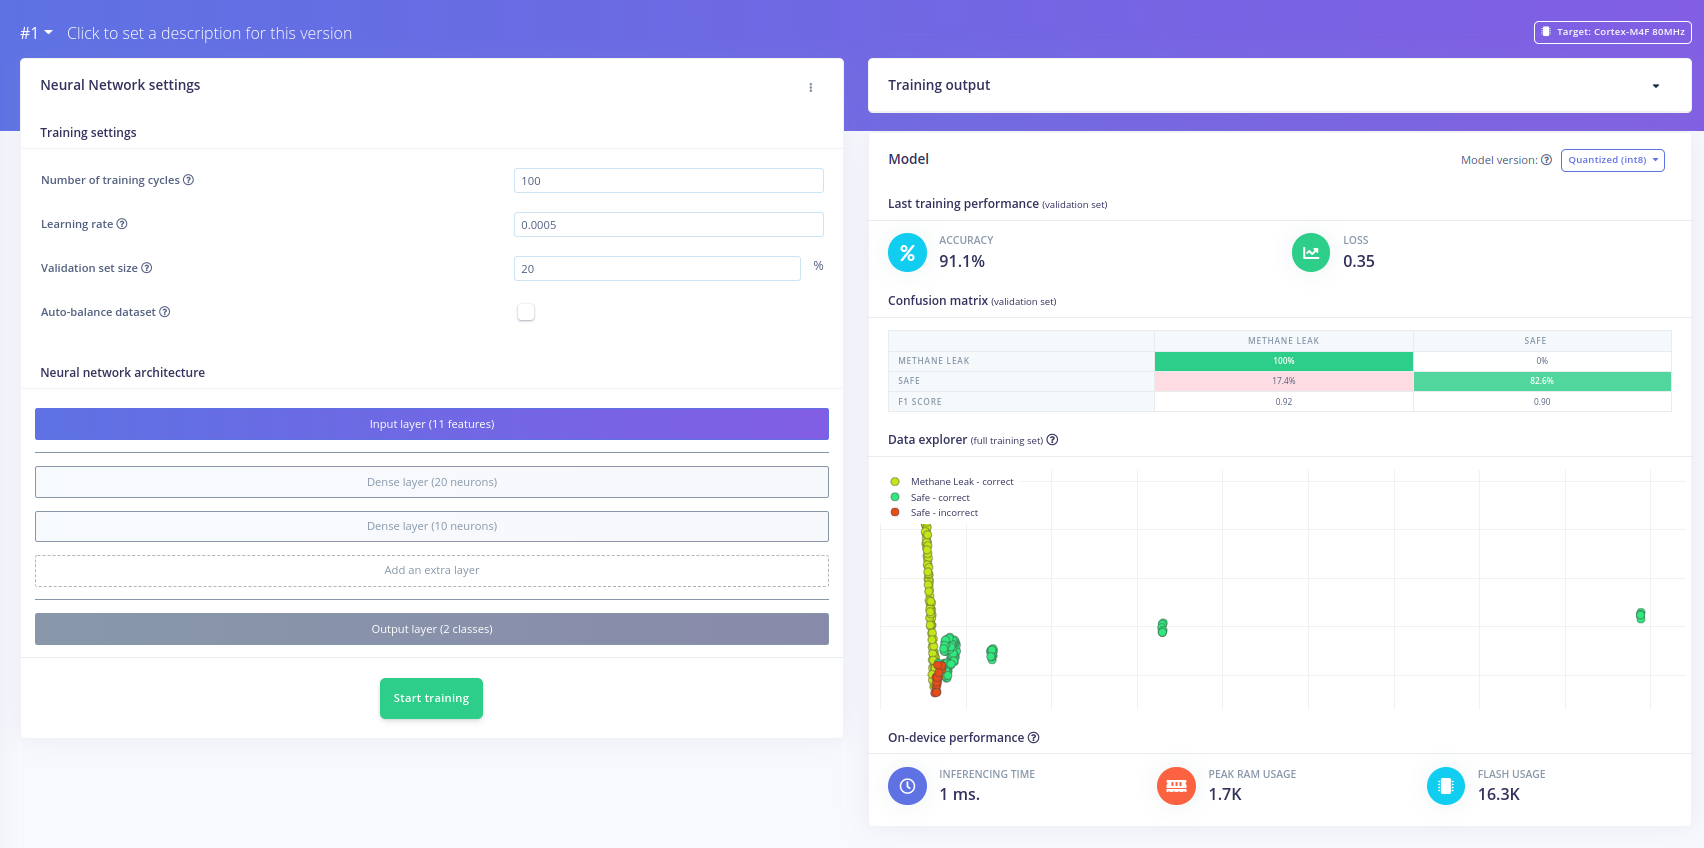 #1 Click to set a description for this version
Target: Cortex-M4F 80MHz
Neural Network settings
Training settings
Number of training cycles
100
Learning rate
0.0005
Validation set size
20 %
Auto-balance dataset
Neural network architecture
Input layer (11 features)
Dense layer (20 neurons)
Dense layer (10 neurons)
Add an extra layer
Output layer (2 classes)
Start training
Training output
Model
Model version: Quantized (int8)
Last training performance (validation set)
ACCURACY
91.1%
LOSS
0.35
Confusion matrix (validation set)
METHANE LEAK SAFE
METHANE LEAK 100% 0%
SAFE 17.4% 82.6%
F1 SCORE 0.92 0.90
Data explorer (full training set)
Methane Leak - correct
Safe - correct
Safe - incorrect
On-device performance
INFERENCING TIME
1 ms.
PEAK RAM USAGE
1.7K
FLASH USAGE
16.3K